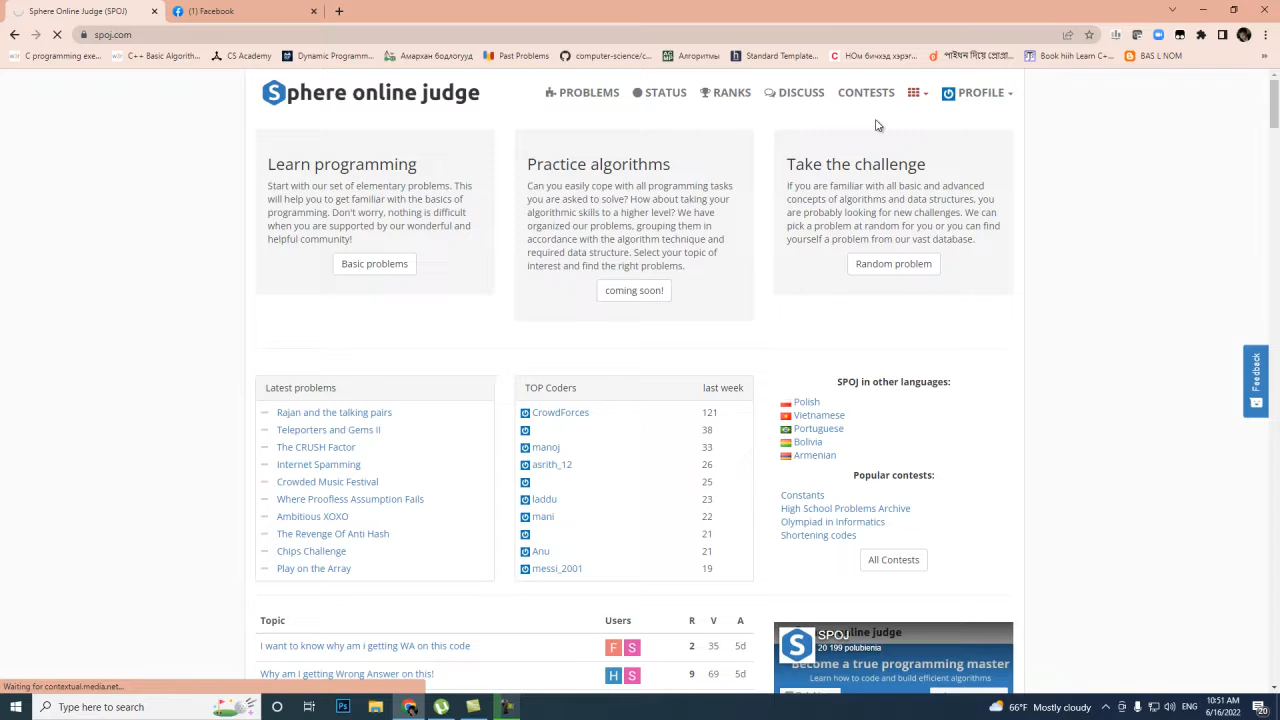 Sphere Online Judge (SPOJ)
Facebook
spoj.com
C programming exe...
C++ Basic Algorith...
CS Academy
Dynamic Programm...
Анагариа бодлогууд
Past Problems
computer-science/c...
Алгоритмы
Standard Templat...
НОм бичхэд хэрэг...
Book hiih Learn C++...
BAS L NOM
»
Sphere online judge
PROBLEMS
STATUS
RANKS
DISCUSS
CONTESTS
PROFILE
Learn programming
Start with our set of elementary problems. This
will help you to get familiar with the basics of
programming. Don't worry, nothing is difficult
when you are supported by our wonderful and
helpful community!
Basic problems
Practice algorithms
Can you easily cope with all programming tasks
you are asked to solve? How about taking your
algorithmic skills to a higher level? We have
organized our problems, grouping them in
accordance with the algorithm technique and
required data structure. Select your topic of
interest and find the right problems.
coming soon!
Take the challenge
If you are familiar with all basic and advanced
concepts of algorithms and data structures, you
are probably looking for new challenges. We can
pick a problem at random for you or you can find
yourself a problem from our vast database.
Random problem
Feedback
Latest problems
Rajan and the talking pairs
Teleporters and Gems II
The CRUSH Factor
Internet Spamming
Crowded Music Festival
Where Proofless Assumption Fails
Ambitious XOXO
The Revenge Of Anti Hash
Chips Challenge
Play on the Array
TOP Coders last week
CrowdForces 121
38
manoj 33
asrith_12 26
25
laddu 23
mani 22
21
Anu 21
messi_2001 19
SPOJ in other languages:
Polish
Vietnamese
Portuguese
Bolivia
Armenian
Popular contests:
Constants
High School Problems Archive
Olympiad in Informatics
Shortening codes
All Contests
Topic Users R V A
I want to know why am i getting WA on this code F S 2 35 5d
Why am I getting Wrong Answer on this! H S 9 69 5d
SPOJ
nline judge
20 199 polubienia
Become a true programming master
Learn how to code and build efficient algorithms
Waiting for contextual.media.net...
Type here to search
66°F Mostly cloudy
10:51 AM
6/16/2022
20